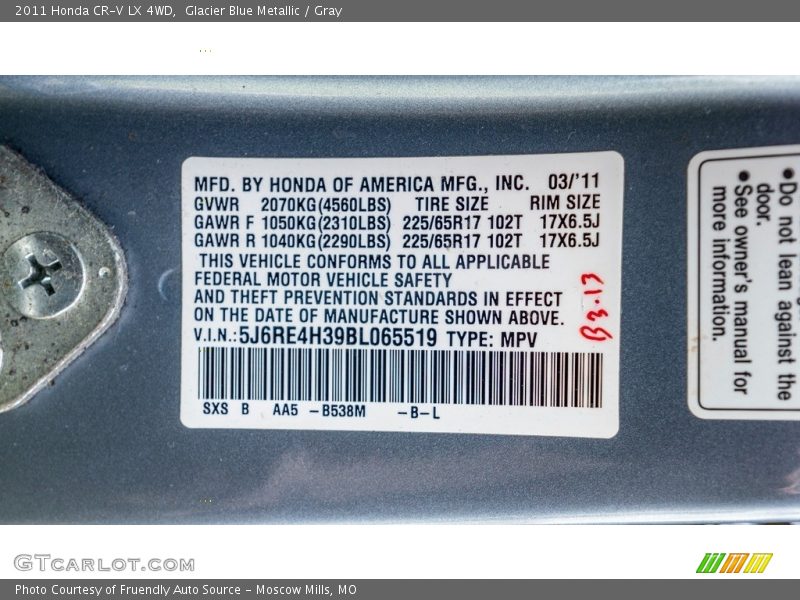 2011 Honda CR-V LX 4WD,  Glacier Blue Metallic / Gray
MFD. BY HONDA OF AMERICA MFG., INC. 03/'11
GVWR 2070KG(4560LBS) TIRE SIZE RIM SIZE
GAWR F 1050KG(2310LBS) 225/65R17 102T 17X6.5J
GAWR R 1040KG(2290LBS) 225/65R17 102T 17X6.5J
THIS VEHICLE CONFORMS TO ALL APPLICABLE
FEDERAL MOTOR VEHICLE SAFETY
AND THEFT PREVENTION STANDARDS IN EFFECT
ON THE DATE OF MANUFACTURE SHOWN ABOVE.
V.I.N.: 5J6RE4H39BL065519 TYPE: MPV
SXS B AA5 -B538M -B-L
B3-13
● Do not lean against the
door.
● See owner's manual for
more information.
GTCARLOT.COM
Photo Courtesy of Fruendly Auto Source - Moscow Mills, MO